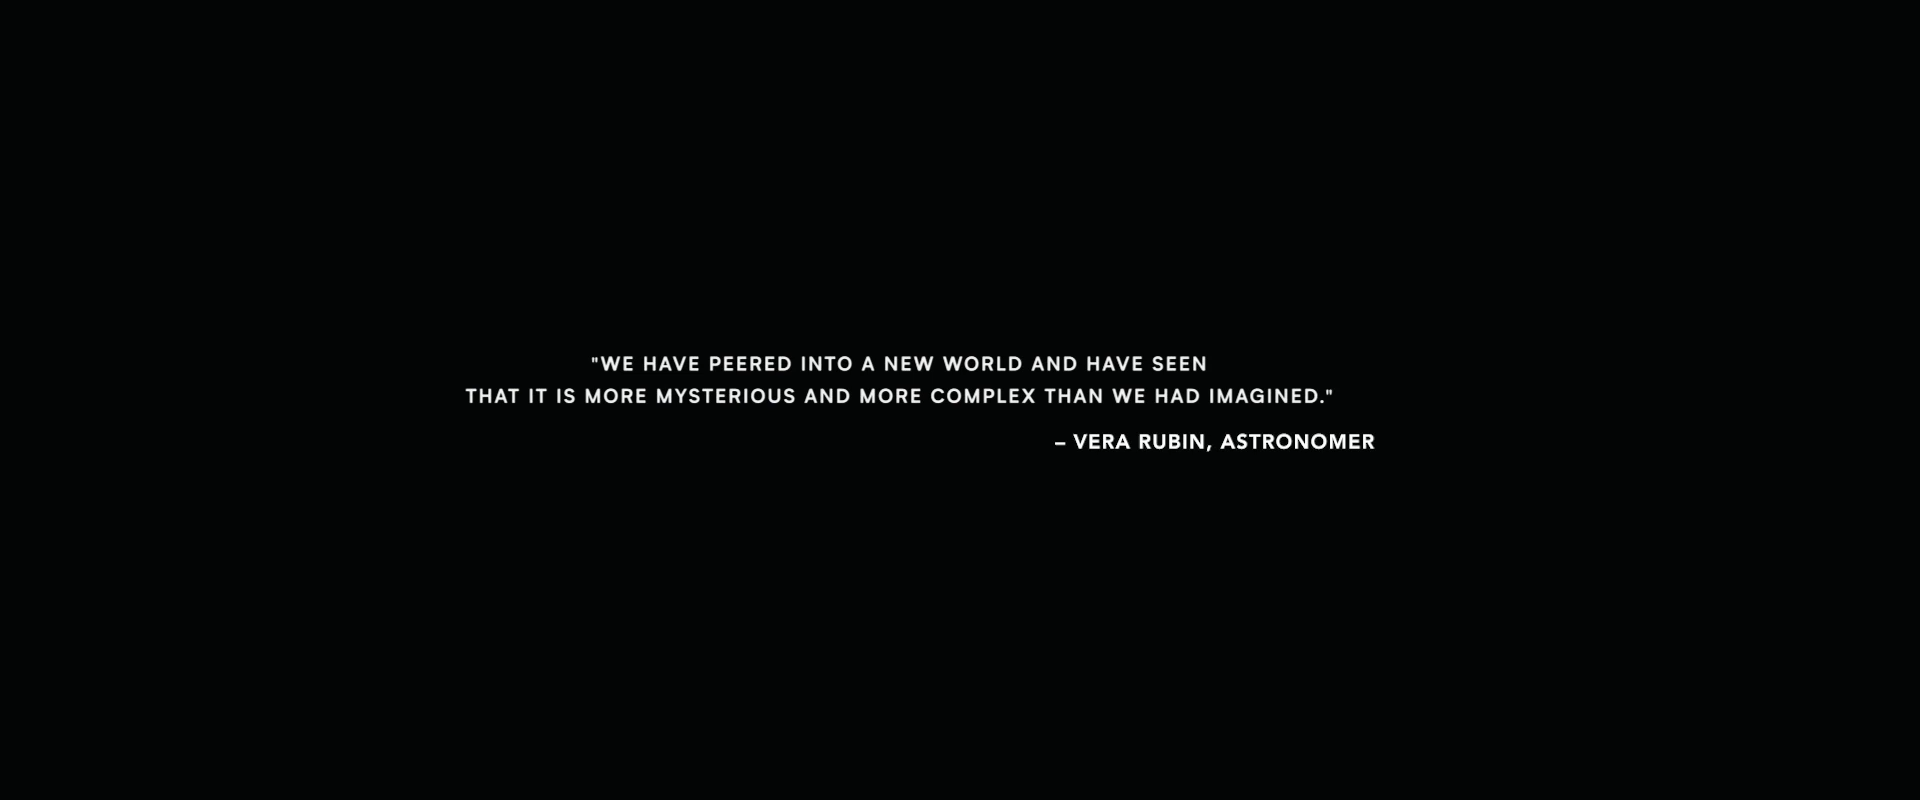 "WE HAVE PEERED INTO A NEW WORLD AND HAVE SEEN
THAT IT IS MORE MYSTERIOUS AND MORE COMPLEX THAN WE HAD IMAGINED."
– VERA RUBIN, ASTRONOMER